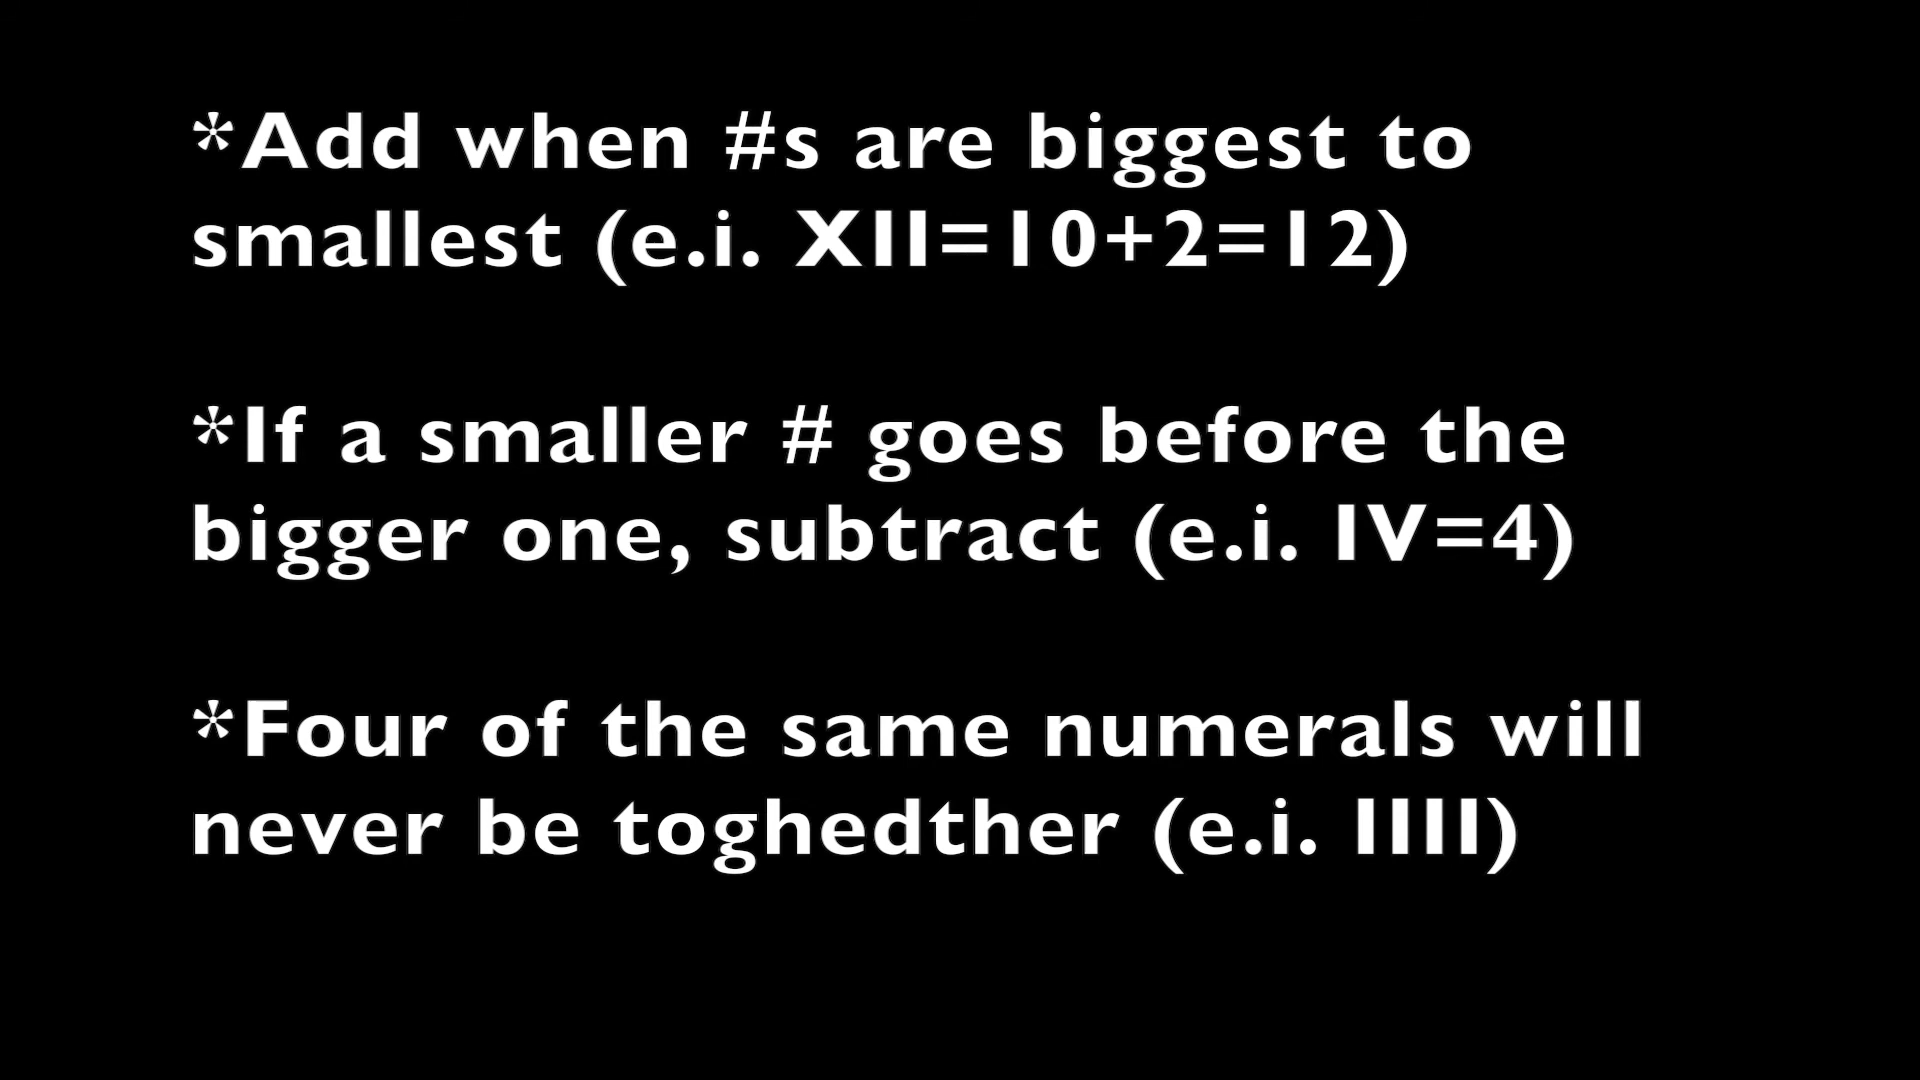 *Add when #s are biggest to
smallest (e.i. XII=10+2=12)
*If a smaller # goes before the
bigger one, subtract (e.i. IV=4)
*Four of the same numerals will
never be toghedther (e.i. IIII)